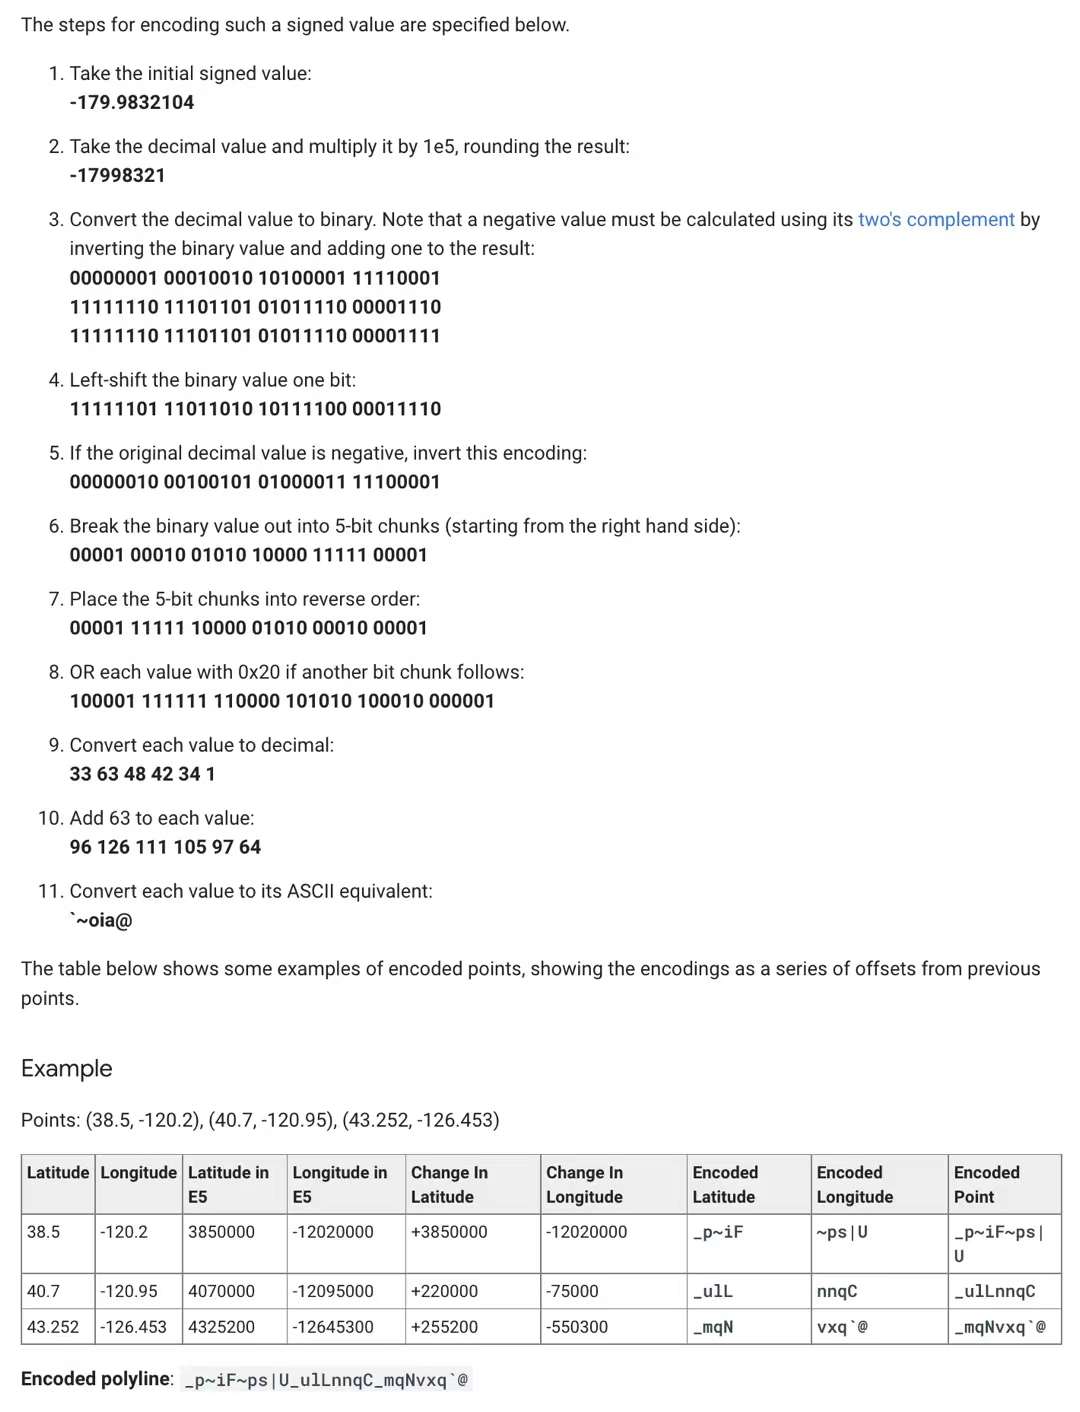 The steps for encoding such a signed value are specified below.
1. Take the initial signed value:
-179.9832104
2. Take the decimal value and multiply it by 1e5, rounding the result:
-17998321
3. Convert the decimal value to binary. Note that a negative value must be calculated using its two's complement by
inverting the binary value and adding one to the result:
00000001 00010010 10100001 11110001
11111110 11101101 01011110 00001110
11111110 11101101 01011110 00001111
4. Left-shift the binary value one bit:
11111101 11011010 10111100 00011110
5. If the original decimal value is negative, invert this encoding:
00000010 00100101 01000011 11100001
6. Break the binary value out into 5-bit chunks (starting from the right hand side):
00001 00010 01010 10000 11111 00001
7. Place the 5-bit chunks into reverse order:
00001 11111 10000 01010 00010 00001
8. OR each value with 0x20 if another bit chunk follows:
100001 111111 110000 101010 100010 000001
9. Convert each value to decimal:
33 63 48 42 34 1
10. Add 63 to each value:
96 126 111 105 97 64
11. Convert each value to its ASCII equivalent:
`~oia@
The table below shows some examples of encoded points, showing the encodings as a series of offsets from previous
points.
Example
Points: (38.5, -120.2), (40.7, -120.95), (43.252, -126.453)
Latitude Longitude Latitude in E5 Longitude in E5 Change In Latitude Change In Longitude Encoded Latitude Encoded Longitude Encoded Point
38.5 -120.2 3850000 -12020000 +3850000 -12020000 _p~iF ~ps|U _p~iF~ps|U
40.7 -120.95 4070000 -12095000 +220000 -75000 _ulL nnqC _ulLnnqC
43.252 -126.453 4325200 -12645300 +255200 -550300 _mqN vxq`@ _mqNvxq`@
Encoded polyline: _p~iF~ps|U_ulLnnqC_mqNvxq`@